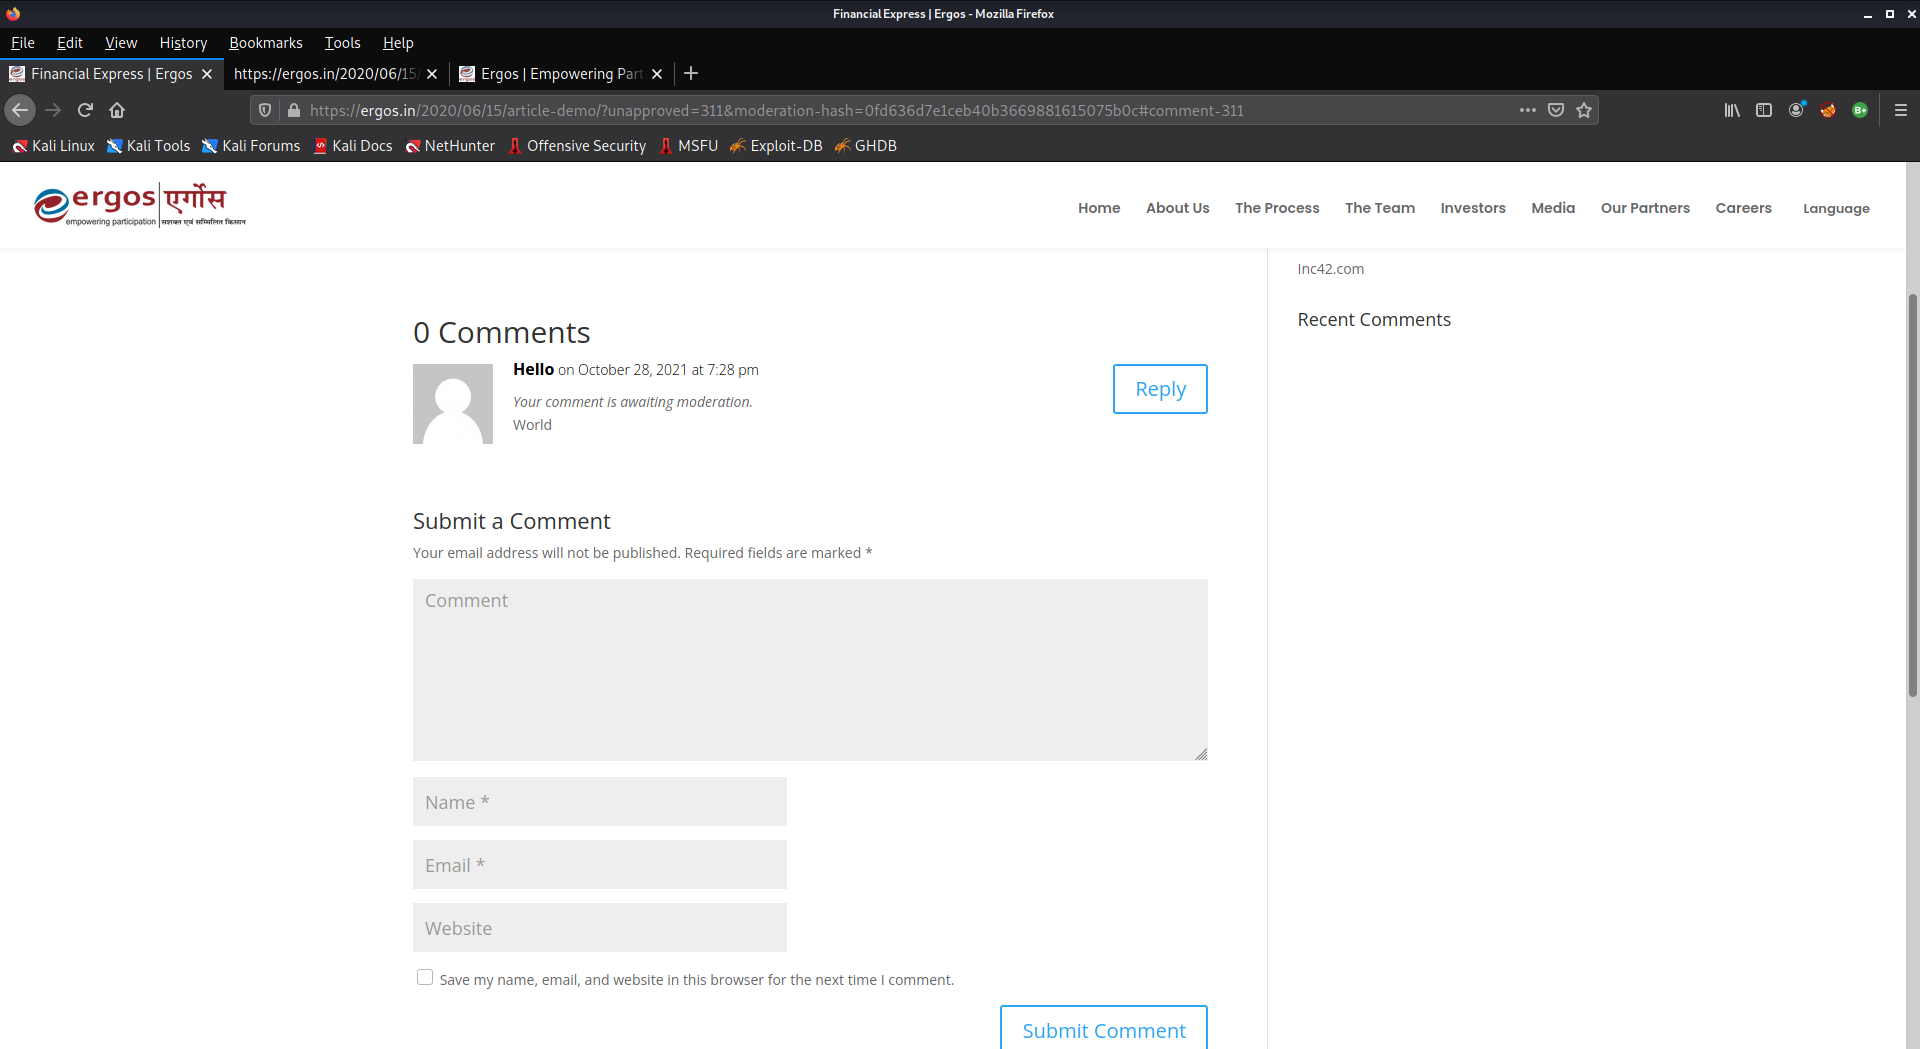 Financial Express | Ergos - Mozilla Firefox
File Edit View History Bookmarks Tools Help
Financial Express | Ergos
https://ergos.in/2020/06/15
Ergos | Empowering Part
https://ergos.in/2020/06/15/article-demo/?unapproved=311&moderation-hash=0fd636d7e1ceb40b3669881615075b0c#comment-311
Kali Linux Kali Tools Kali Forums Kali Docs NetHunter Offensive Security MSFU Exploit-DB GHDB
ergos एर्गोस
empowering participation सशक्त एवं सम्मिलित किसान
Home About Us The Process The Team Investors Media Our Partners Careers Language
Inc42.com
Recent Comments
0 Comments
Hello on October 28, 2021 at 7:28 pm
Reply
Your comment is awaiting moderation.
World
Submit a Comment
Your email address will not be published. Required fields are marked *
Comment
Name *
Email *
Website
Save my name, email, and website in this browser for the next time I comment.
Submit Comment